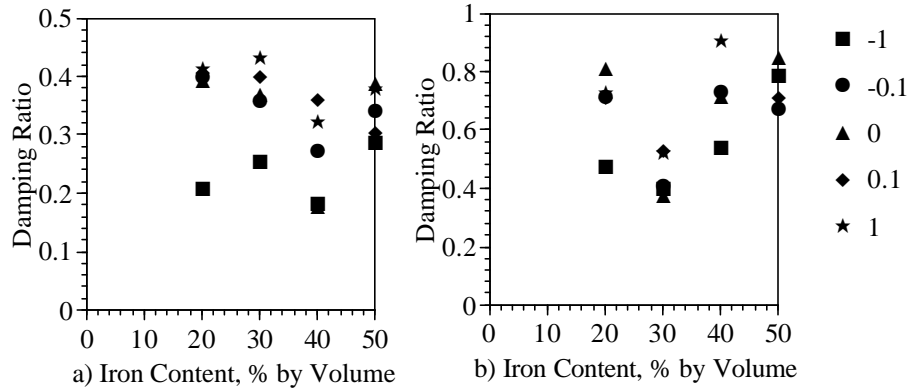 0.5
0.4
0.3
0.2
0.1
0
Damping Ratio
0 10 20 30 40 50
a) Iron Content, % by Volume
1
0.8
0.6
0.4
0.2
0
Damping Ratio
0 10 20 30 40 50
b) Iron Content, % by Volume
-1
-0.1
0
0.1
1